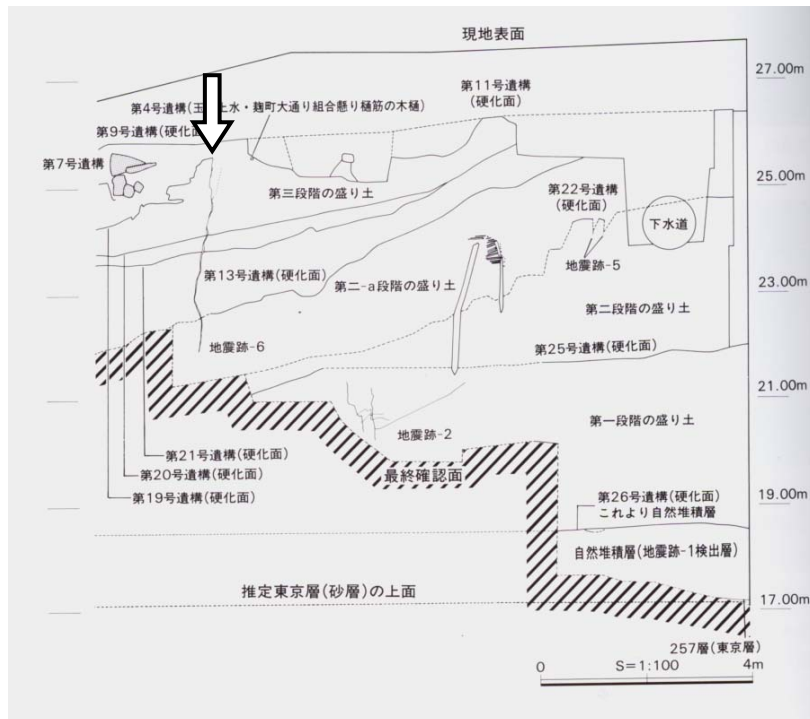 現地表面
27.00m
第11号遺構
(硬化面)
第4号遺構(玉 上水・麹町大通り組合懸り樋筋の木樋)
第9号遺構(硬化面
第7号遺構
第三段階の盛り土
25.00m
第22号遺構
(硬化面)
下水道
地震跡-5
第13号遺構(硬化面)
第二-a段階の盛り土
23.00m
第二段階の盛り土
地震跡-6
第25号遺構(硬化面)
21.00m
地震跡-2
第一段階の盛り土
第21号遺構(硬化面)
第20号遺構(硬化面)
第19号遺構(硬化面)
最終確認面
19.00m
第26号遺構(硬化面)
これより自然堆積層
自然堆積層(地震跡-1検出層)
推定東京層(砂層)の上面
17.00m
257層(東京層)
0 S=1:100 4m